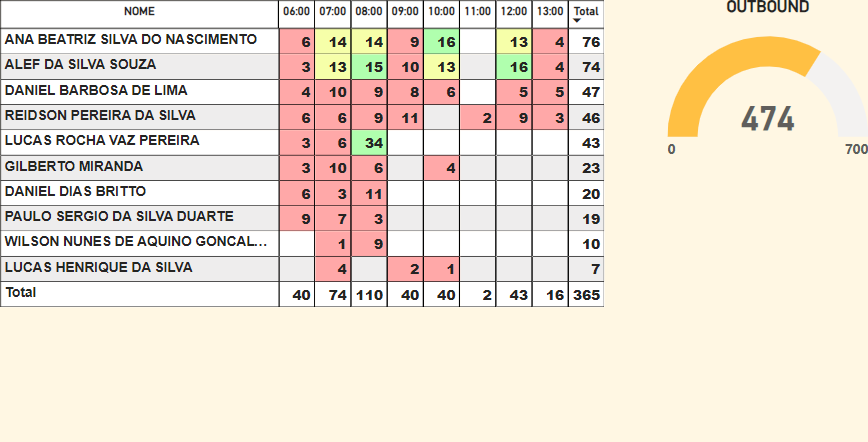 NOME 06:00 07:00 08:00 09:00 10:00 11:00 12:00 13:00 Total
ANA BEATRIZ SILVA DO NASCIMENTO 6 14 14 9 16 13 4 76
ALEF DA SILVA SOUZA 3 13 15 10 13 16 4 74
DANIEL BARBOSA DE LIMA 4 10 9 8 6 5 5 47
REIDSON PEREIRA DA SILVA 6 6 9 11 2 9 3 46
LUCAS ROCHA VAZ PEREIRA 3 6 34 43
GILBERTO MIRANDA 3 10 6 4 23
DANIEL DIAS BRITTO 6 3 11 20
PAULO SERGIO DA SILVA DUARTE 9 7 3 19
WILSON NUNES DE AQUINO GONCAL... 1 9 10
LUCAS HENRIQUE DA SILVA 4 2 1 7
Total 40 74 110 40 40 2 43 16 365
OUTBOUND
474
0 700